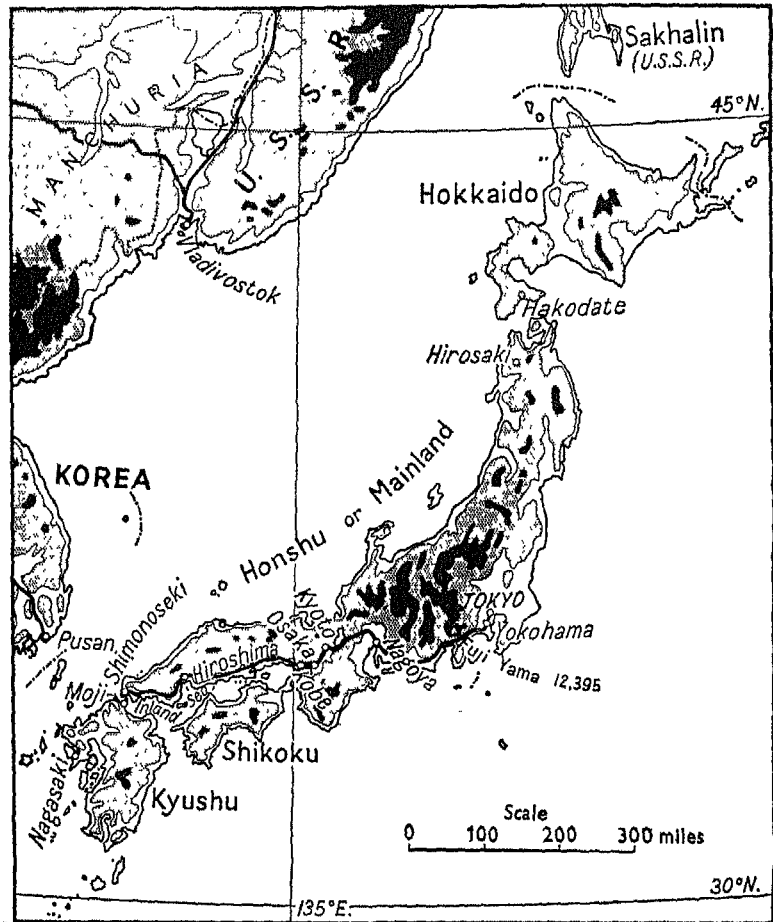 Sakhalin
(U.S.S.R.)
45°N.
MANCHURIA
U. S. S. R.
Vladivostok
Hokkaido
Hakodate
Hirosaki
KOREA
Honshu or Mainland
Pusan
Shimonoseki
Moji
Hiroshima
Inland Sea
Kyoto
Osaka
Kobe
Nagoya
TOKYO
Yokohama
Fuji Yama 12,395
Shikoku
Nagasaki
Kyushu
Scale
0 100 200 300 miles
30°N.
135°E.